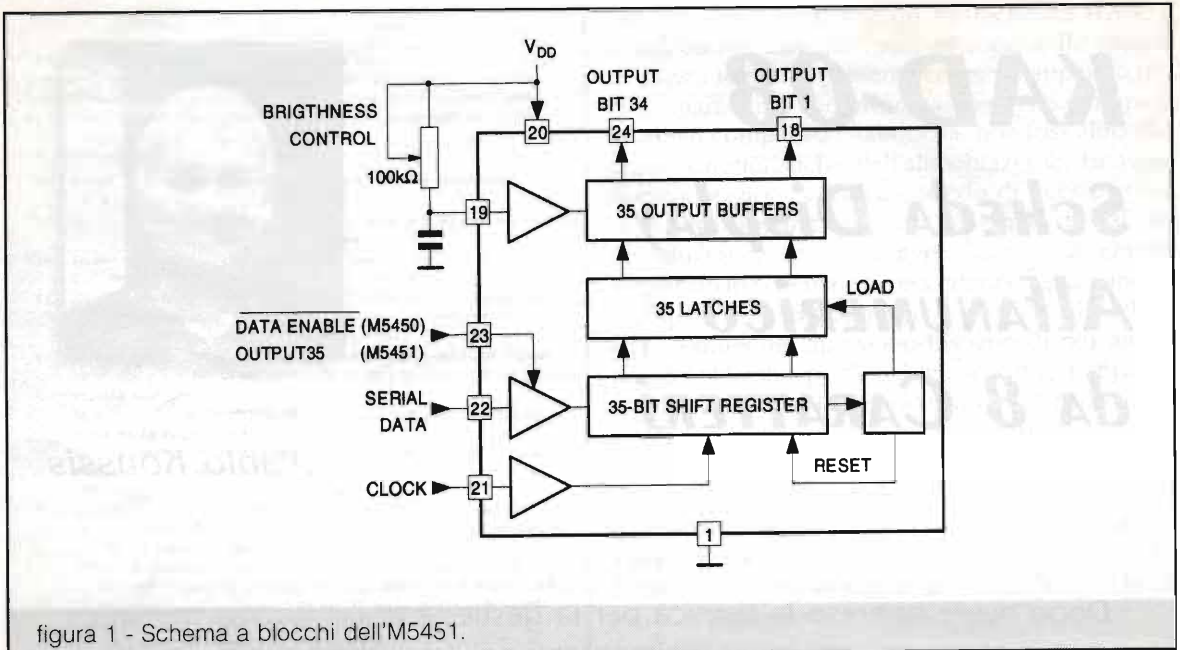 V_DD
OUTPUT
BIT 34
OUTPUT
BIT 1
BRIGTHNESS
CONTROL
20
24
18
100kΩ
19
35 OUTPUT BUFFERS
LOAD
35 LATCHES
DATA ENABLE (M5450)
OUTPUT35 (M5451)
23
SERIAL
DATA
22
35-BIT SHIFT REGISTER
RESET
CLOCK
21
1
figura 1 - Schema a blocchi dell'M5451.
KAD-08
SCHEDA DISPLAY
ALFANUMERICO
DA 8 CARATTERI